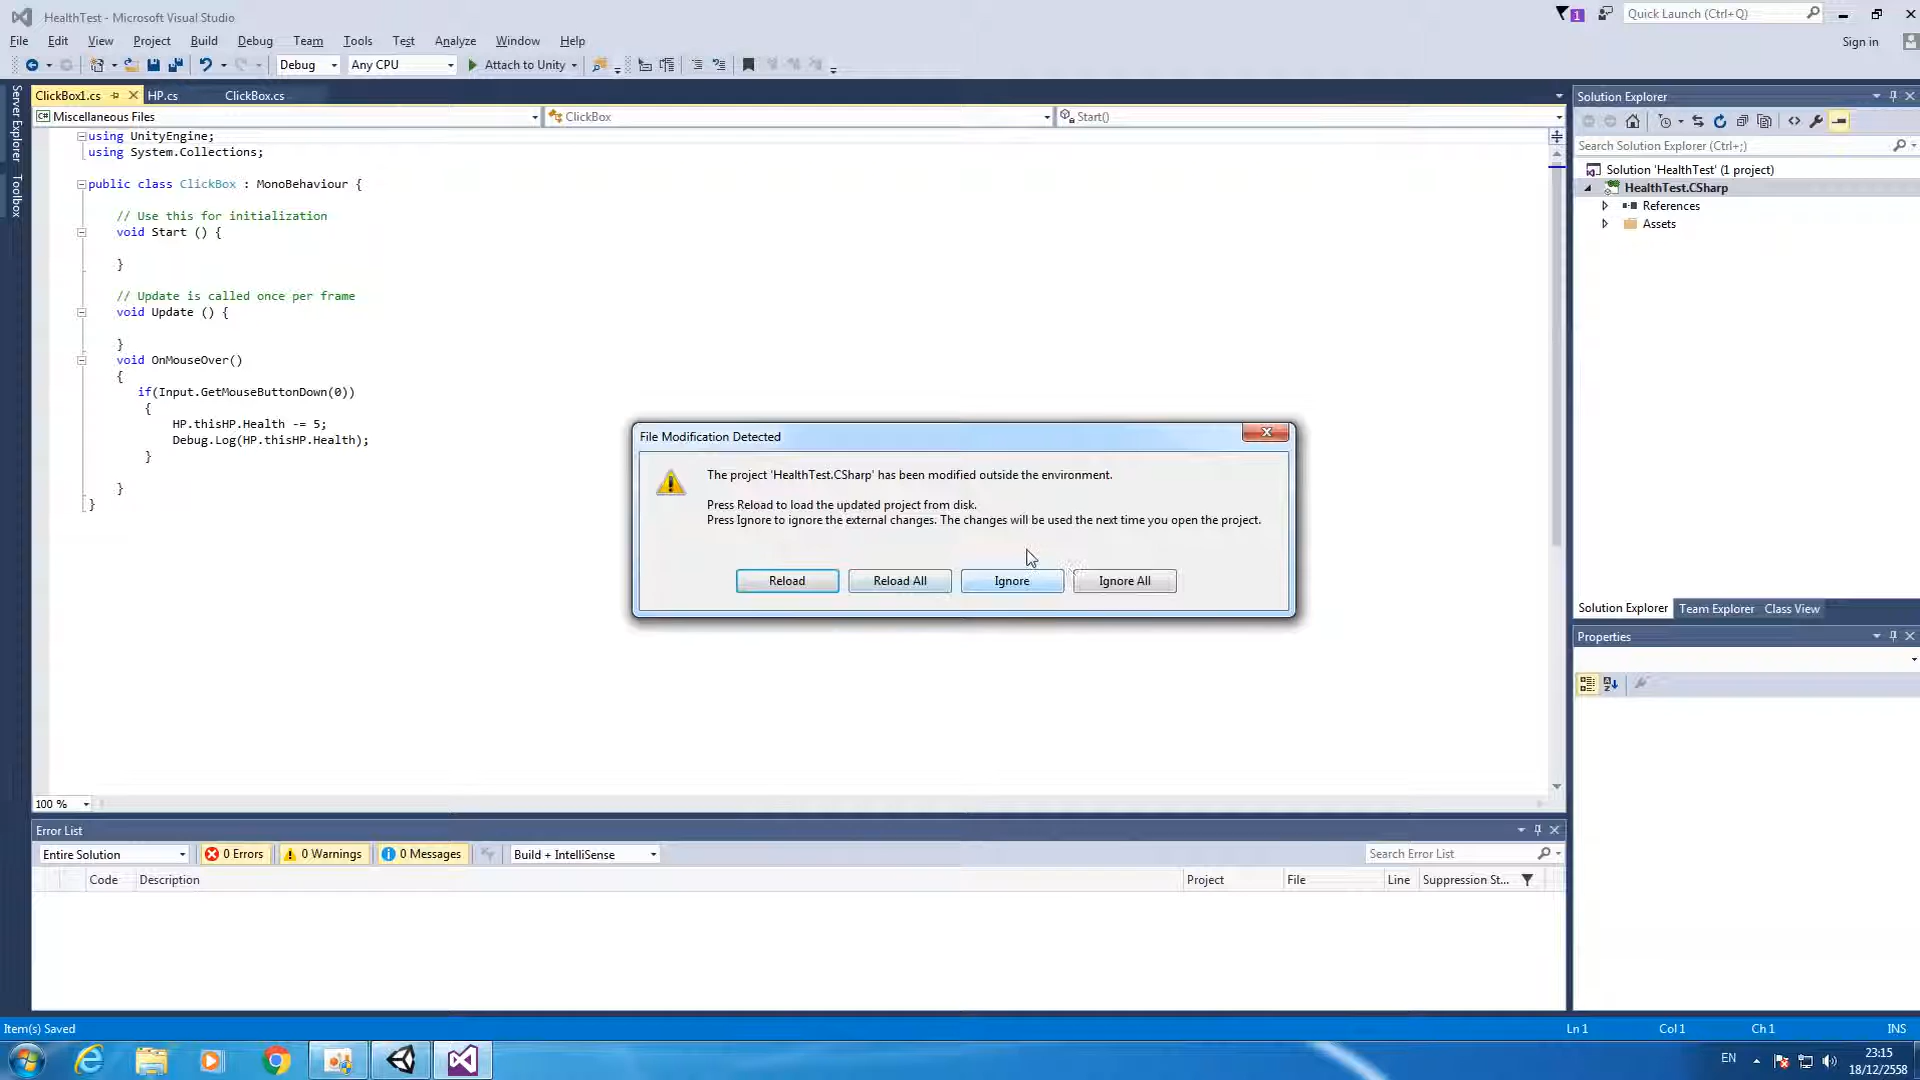 HealthTest - Microsoft Visual Studio
1
Quick Launch (Ctrl+Q)
File Edit View Project Build Debug Team Tools Test Analyze Window Help
Sign in
Debug Any CPU Attach to Unity
Server Explorer
Toolbox
ClickBox1.cs HP.cs ClickBox.cs
Miscellaneous Files ClickBox Start()
using UnityEngine;
using System.Collections;
public class ClickBox : MonoBehaviour {
// Use this for initialization
void Start () {
}
// Update is called once per frame
void Update () {
}
void OnMouseOver()
{
if(Input.GetMouseButtonDown(0))
{
HP.thisHP.Health -= 5;
Debug.Log(HP.thisHP.Health);
}
}
}
File Modification Detected
The project 'HealthTest.CSharp' has been modified outside the environment.
Press Reload to load the updated project from disk.
Press Ignore to ignore the external changes. The changes will be used the next time you open the project.
Reload Reload All Ignore Ignore All
Solution Explorer
Search Solution Explorer (Ctrl+;)
Solution 'HealthTest' (1 project)
HealthTest.CSharp
References
Assets
Solution Explorer Team Explorer Class View
Properties
100 %
Error List
Entire Solution 0 Errors 0 Warnings 0 Messages Build + IntelliSense Search Error List
Code Description Project File Line Suppression St...
Item(s) Saved Ln 1 Col 1 Ch 1 INS
EN 23:15
18/12/2558